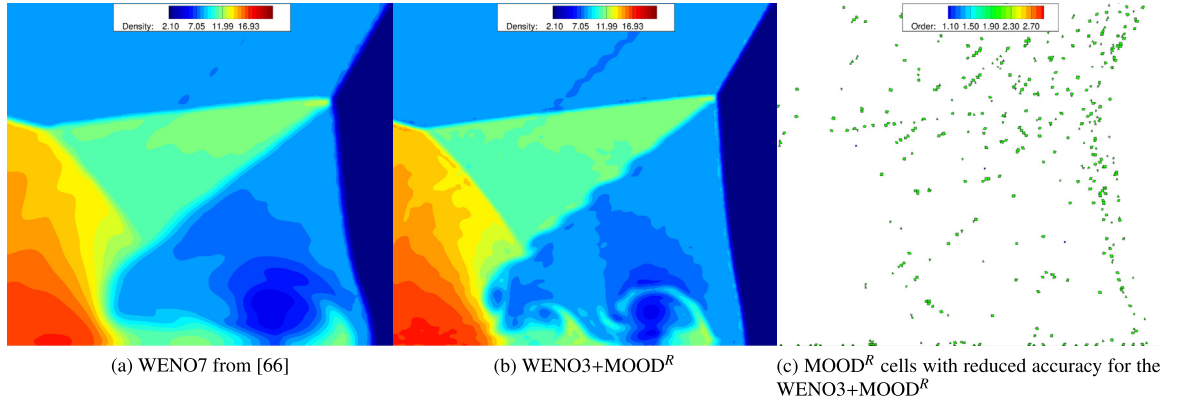 Density: 2.10 7.05 11.99 16.93
Density: 2.10 7.05 11.99 16.93
Order: 1.10 1.50 1.90 2.30 2.70
(a) WENO7 from [66]
(b) WENO3+MOOD^R
(c) MOOD^R cells with reduced accuracy for the
WENO3+MOOD^R